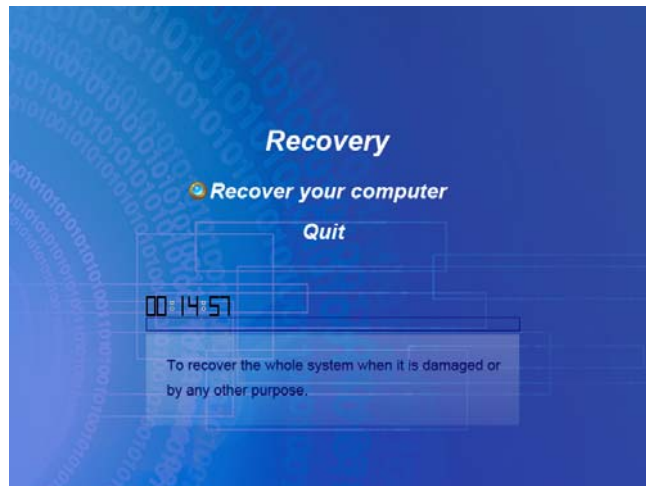 Recovery
Recover your computer
Quit
00:14:57
To recover the whole system when it is damaged or
by any other purpose.